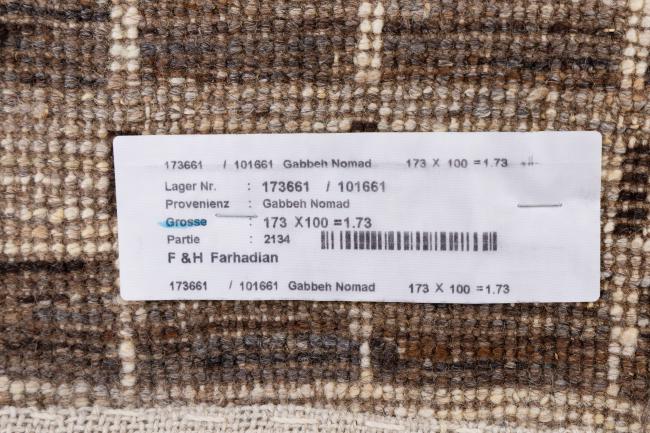 173661 / 101661 Gabbeh Nomad 173 X 100 =1.73
Lager Nr. : 173661 / 101661
Provenienz : Gabbeh Nomad
Grosse : 173 X100 =1.73
Partie : 2134
F &H Farhadian
173661 / 101661 Gabbeh Nomad 173 X 100 =1.73